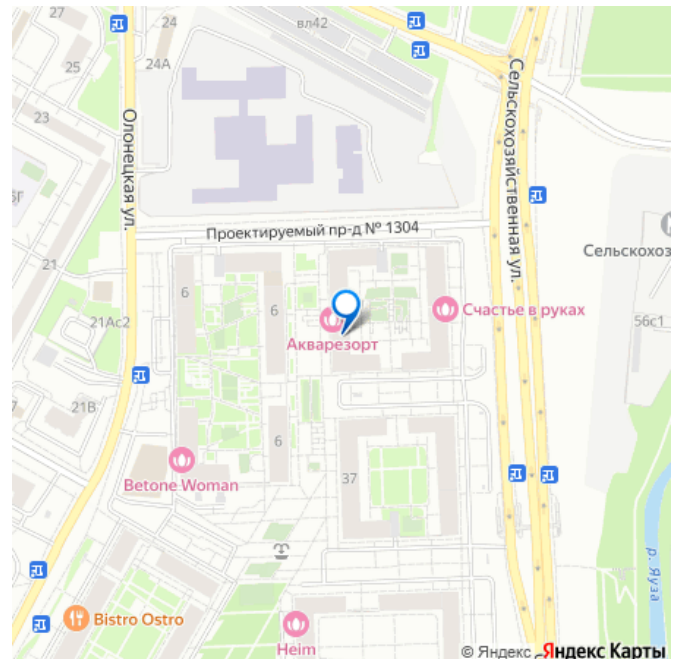 27
24
вл42
25
24А
23
Олонецкая ул.
Сельскохозяйственная ул.
Проектируемый пр-д № 1304
21
Сельскохоз
6
6
21Ас2
Счастье в руках
56с1
Акварезорт
21В
6
37
Betone Woman
р. Яуза
Bistro Ostro
Heim
© Яндекс Яндекс Карты